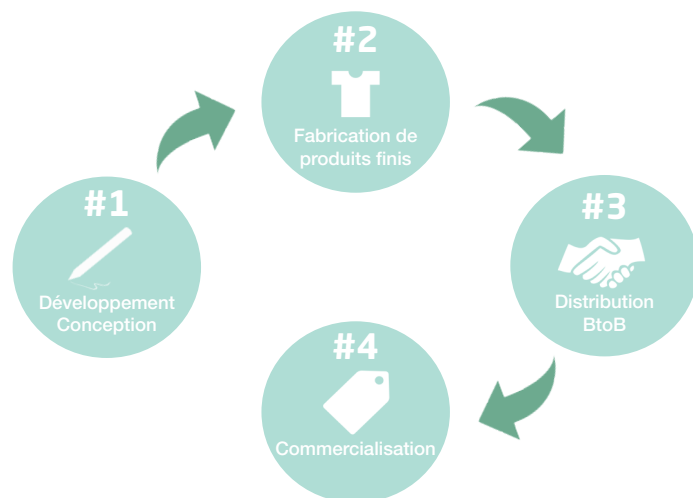 #1
Développement
Conception
#2
Fabrication de
produits finis
#3
Distribution
BtoB
#4
Commercialisation